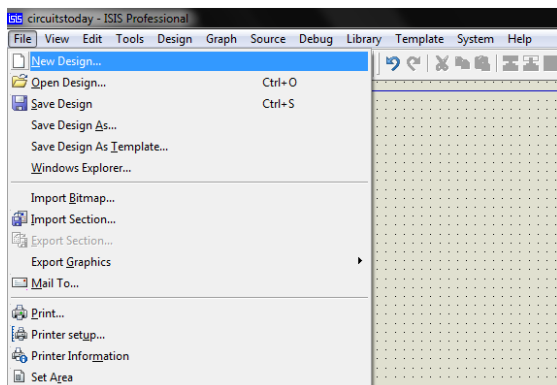 ISIS circuitstoday - ISIS Professional
File View Edit Tools Design Graph Source Debug Library Template System Help
New Design...
Open Design... Ctrl+O
Save Design Ctrl+S
Save Design As...
Save Design As Template...
Windows Explorer...
Import Bitmap...
Import Section...
Export Section...
Export Graphics
Mail To...
Print...
Printer setup...
Printer Information
Set Area